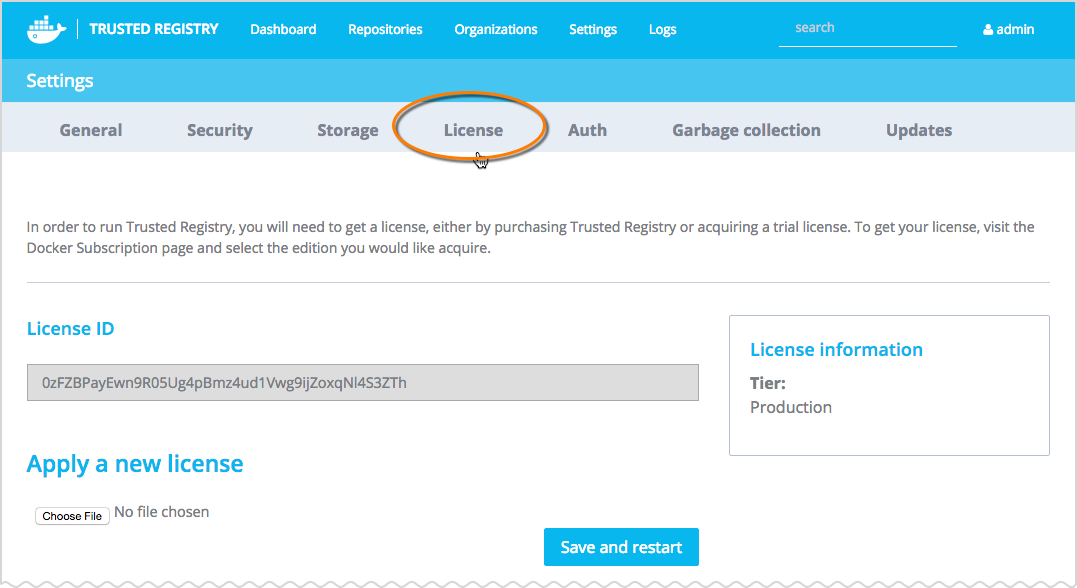 TRUSTED REGISTRY Dashboard Repositories Organizations Settings Logs search admin
Settings
General Security Storage License Auth Garbage collection Updates
In order to run Trusted Registry, you will need to get a license, either by purchasing Trusted Registry or acquiring a trial license. To get your license, visit the
Docker Subscription page and select the edition you would like acquire.
License ID
0zFZBPayEwn9R05Ug4pBmz4ud1Vwg9ijZoxqNl4S3ZTh
License information
Tier:
Production
Apply a new license
Choose File No file chosen
Save and restart